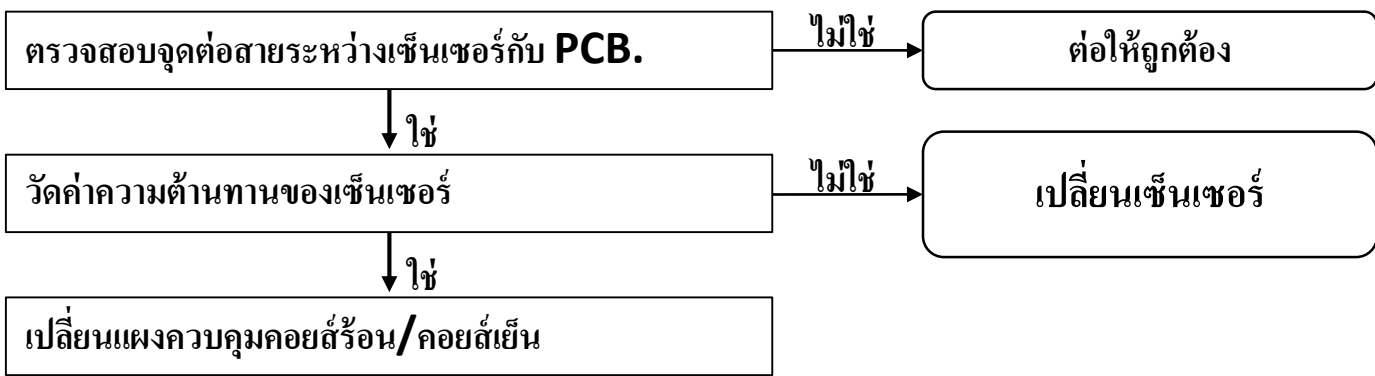 ตรวจสอบจุดต่อสายระหว่างเซ็นเซอร์กับ PCB.
ไม่ใช่
ต่อให้ถูกต้อง
ใช่
วัดค่าความต้านทานของเซ็นเซอร์
ไม่ใช่
เปลี่ยนเซ็นเซอร์
ใช่
เปลี่ยนแผงควบคุมคอยส์ร้อน/คอยส์เย็น